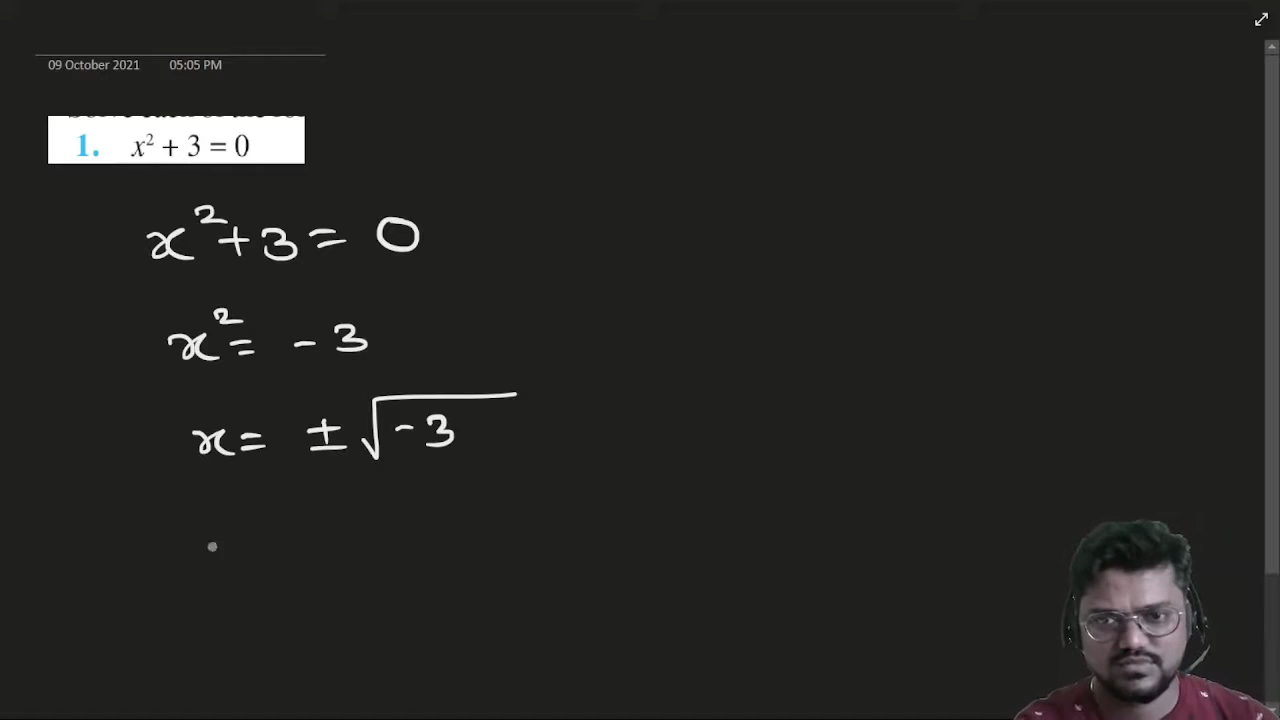 09 October 2021 05:05 PM
1. x² + 3 = 0
x² + 3 = 0
x² = - 3
x = ± √-3